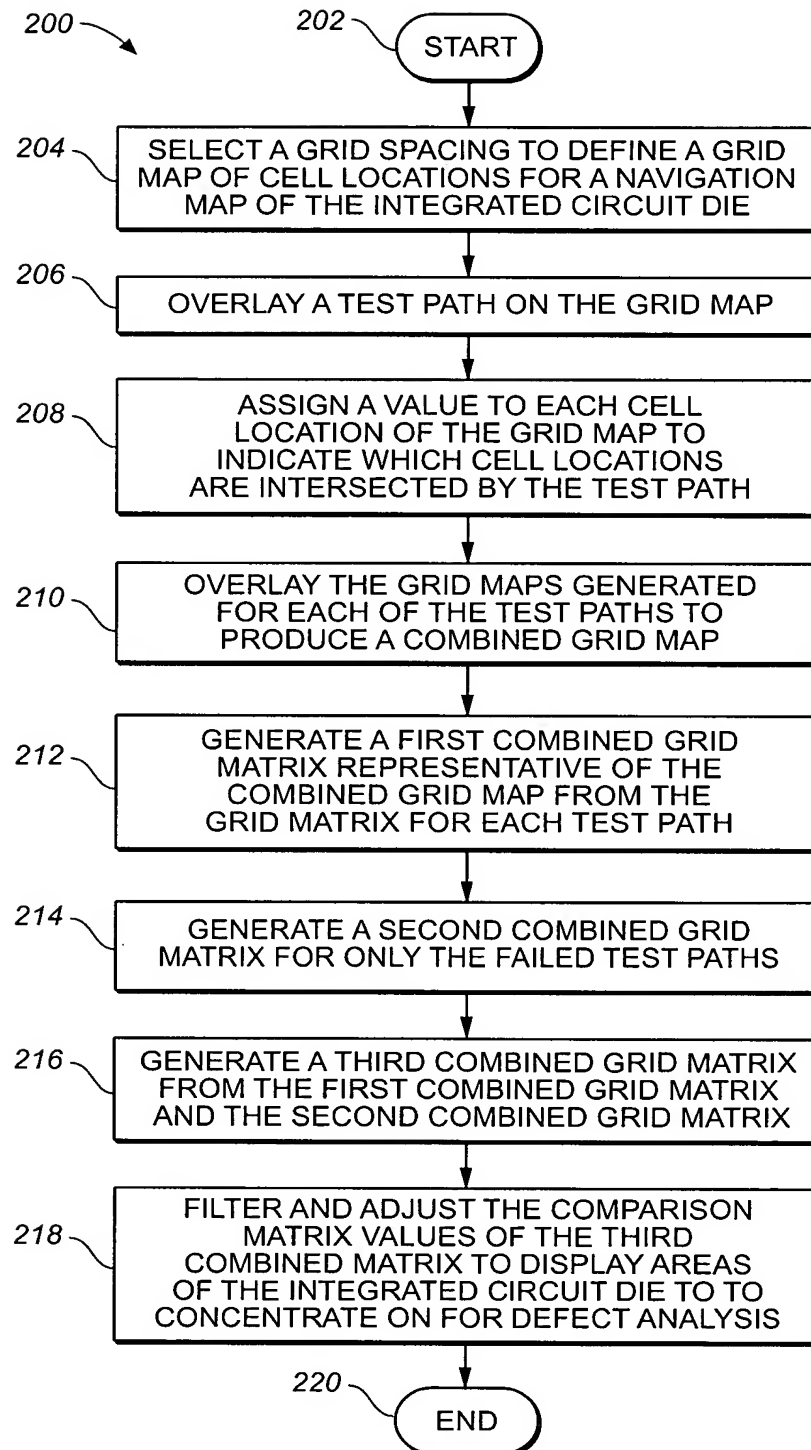 200
202
START
204
SELECT A GRID SPACING TO DEFINE A GRID
MAP OF CELL LOCATIONS FOR A NAVIGATION
MAP OF THE INTEGRATED CIRCUIT DIE
206
OVERLAY A TEST PATH ON THE GRID MAP
208
ASSIGN A VALUE TO EACH CELL
LOCATION OF THE GRID MAP TO
INDICATE WHICH CELL LOCATIONS
ARE INTERSECTED BY THE TEST PATH
210
OVERLAY THE GRID MAPS GENERATED
FOR EACH OF THE TEST PATHS TO
PRODUCE A COMBINED GRID MAP
212
GENERATE A FIRST COMBINED GRID
MATRIX REPRESENTATIVE OF THE
COMBINED GRID MAP FROM THE
GRID MATRIX FOR EACH TEST PATH
214
GENERATE A SECOND COMBINED GRID
MATRIX FOR ONLY THE FAILED TEST PATHS
216
GENERATE A THIRD COMBINED GRID MATRIX
FROM THE FIRST COMBINED GRID MATRIX
AND THE SECOND COMBINED GRID MATRIX
218
FILTER AND ADJUST THE COMPARISON
MATRIX VALUES OF THE THIRD
COMBINED MATRIX TO DISPLAY AREAS
OF THE INTEGRATED CIRCUIT DIE TO TO
CONCENTRATE ON FOR DEFECT ANALYSIS
220
END